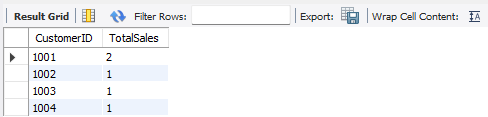 Result Grid Filter Rows: Export: Wrap Cell Content:
CustomerID TotalSales
1001 2
1002 1
1003 1
1004 1